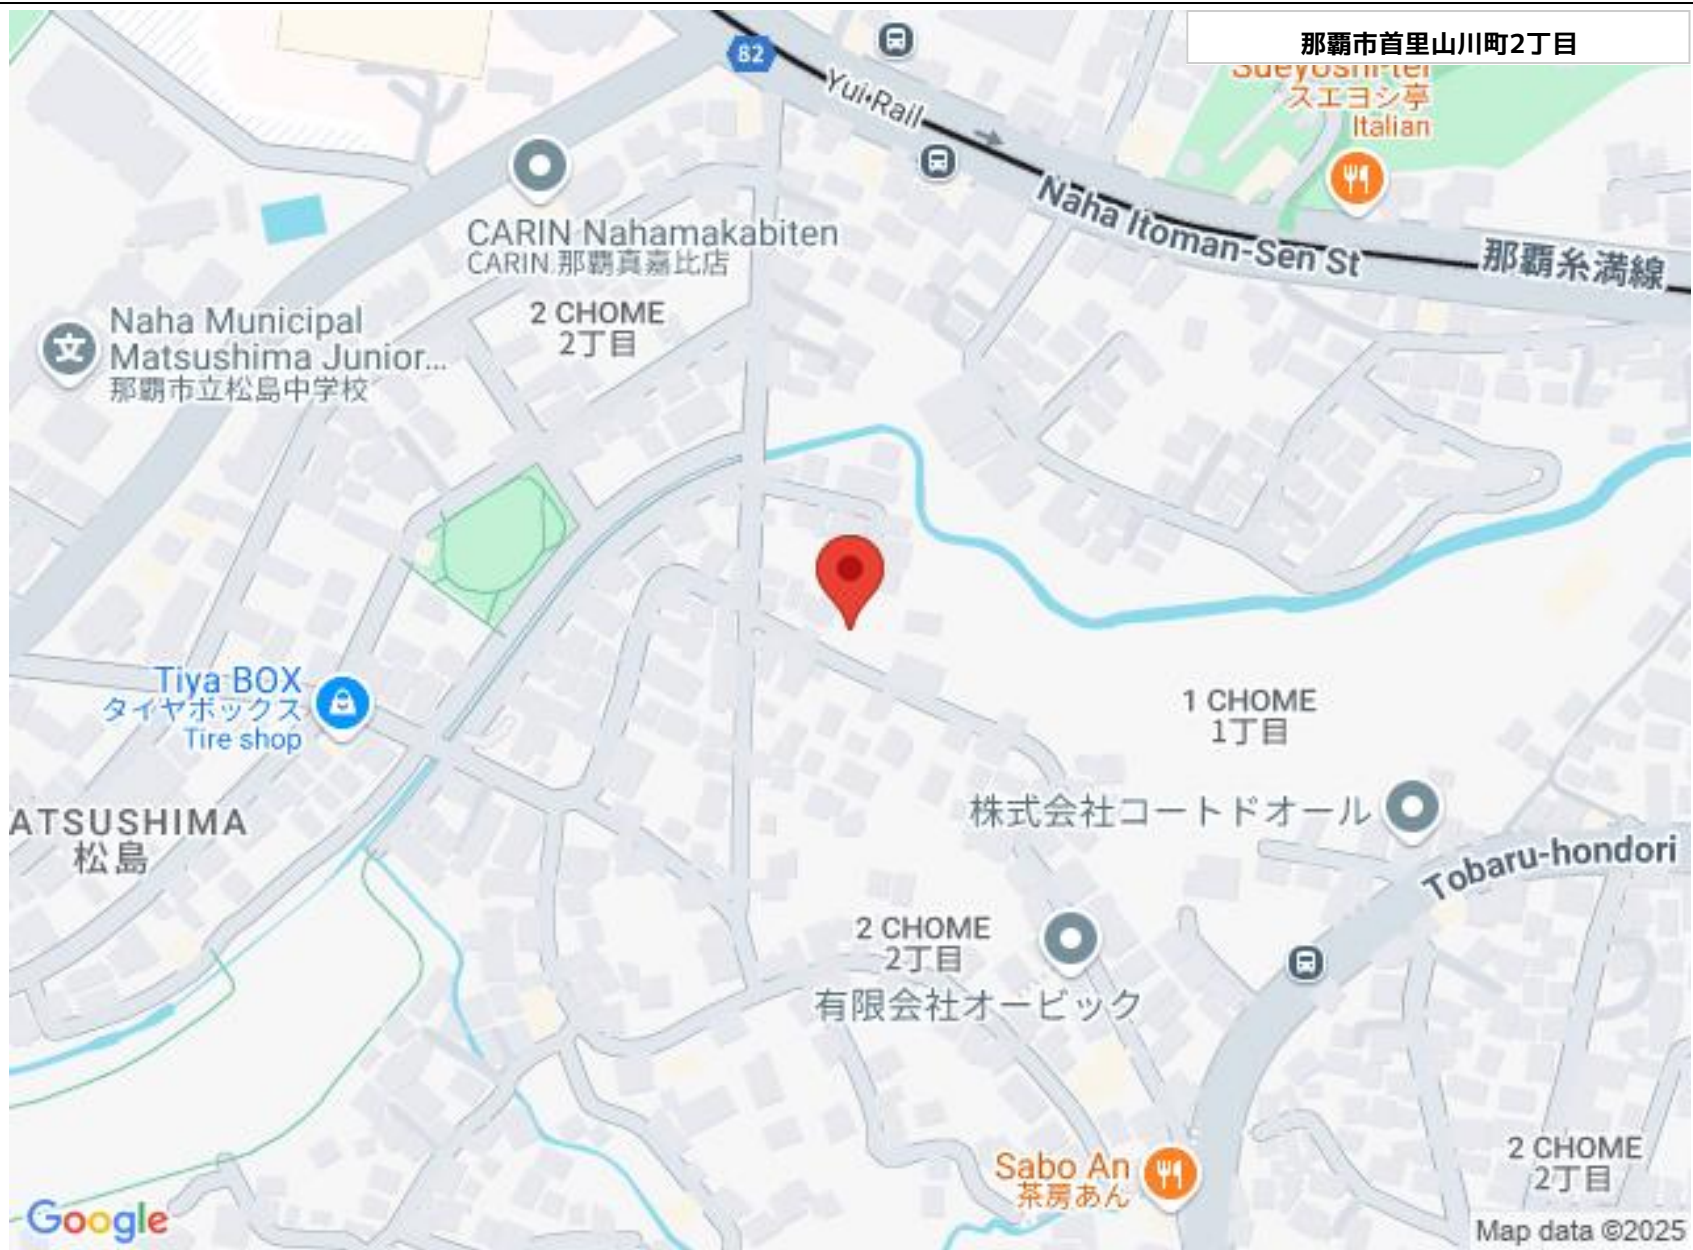 那覇市首里山川町2丁目
82
Yui•Rail
Sueyoshi-tei
スエヨシ亭
Italian
CARIN Nahamakabiten
CARIN 那覇真嘉比店
Naha Itoman-Sen St
那覇糸満線
2 CHOME
2丁目
Naha Municipal
Matsushima Junior...
那覇市立松島中学校
文
Tiya BOX
タイヤボックス
Tire shop
1 CHOME
1丁目
株式会社コートドオール
ATSUSHIMA
松島
Tobaru-hondori
2 CHOME
2丁目
有限会社オービック
Sabo An
茶房あん
2 CHOME
2丁目
Google
Map data ©2025